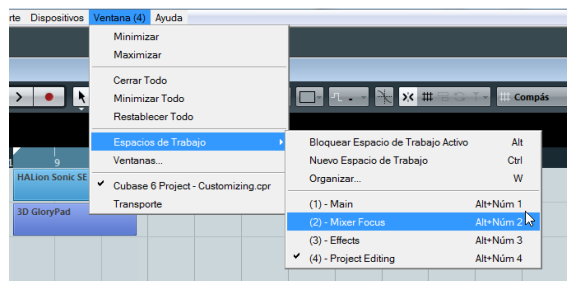 rte Dispositivos Ventana (4) Ayuda
Minimizar
Maximizar
Cerrar Todo
Minimizar Todo
Restablecer Todo
Espacios de Trabajo
Ventanas...
Cubase 6 Project - Customizing.cpr
Transporte
Bloquear Espacio de Trabajo Activo Alt
Nuevo Espacio de Trabajo Ctrl
Organizar... W
(1) - Main Alt+Núm 1
(2) - Mixer Focus Alt+Núm 2
(3) - Effects Alt+Núm 3
(4) - Project Editing Alt+Núm 4
Compás
9
HALion Sonic SE
3D GloryPad